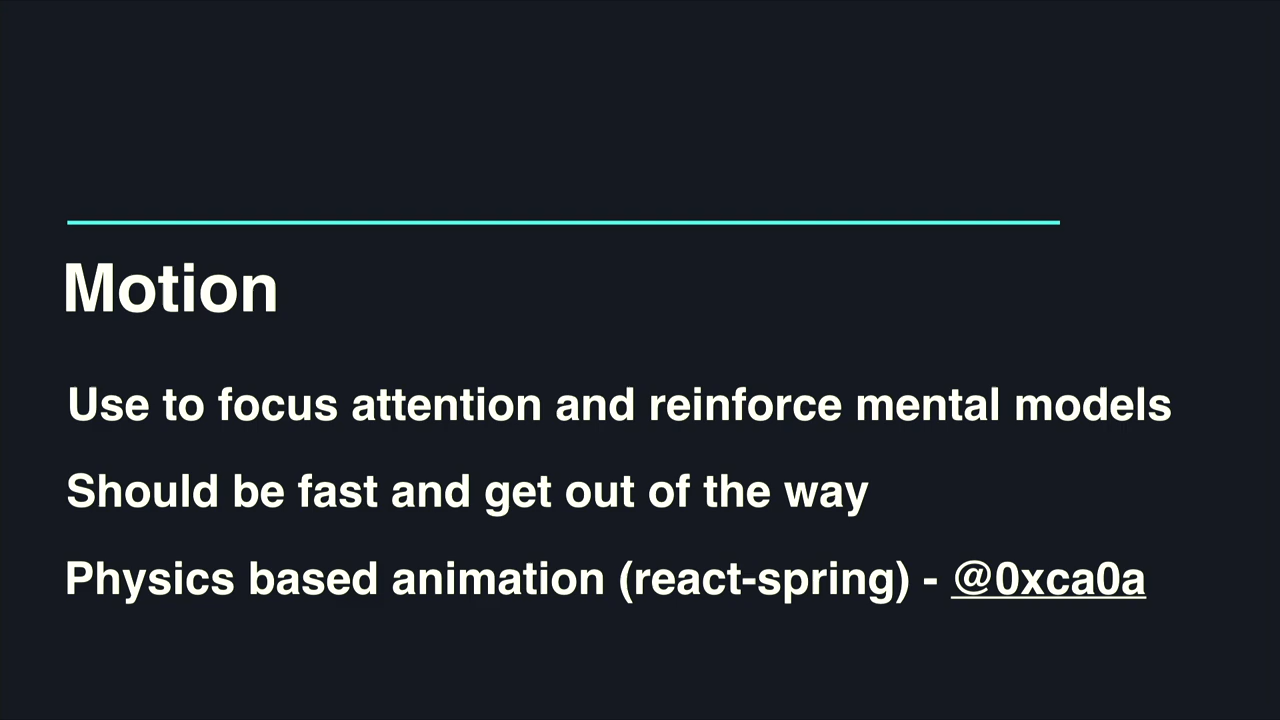 Motion
Use to focus attention and reinforce mental models
Should be fast and get out of the way
Physics based animation (react-spring) - @0xca0a